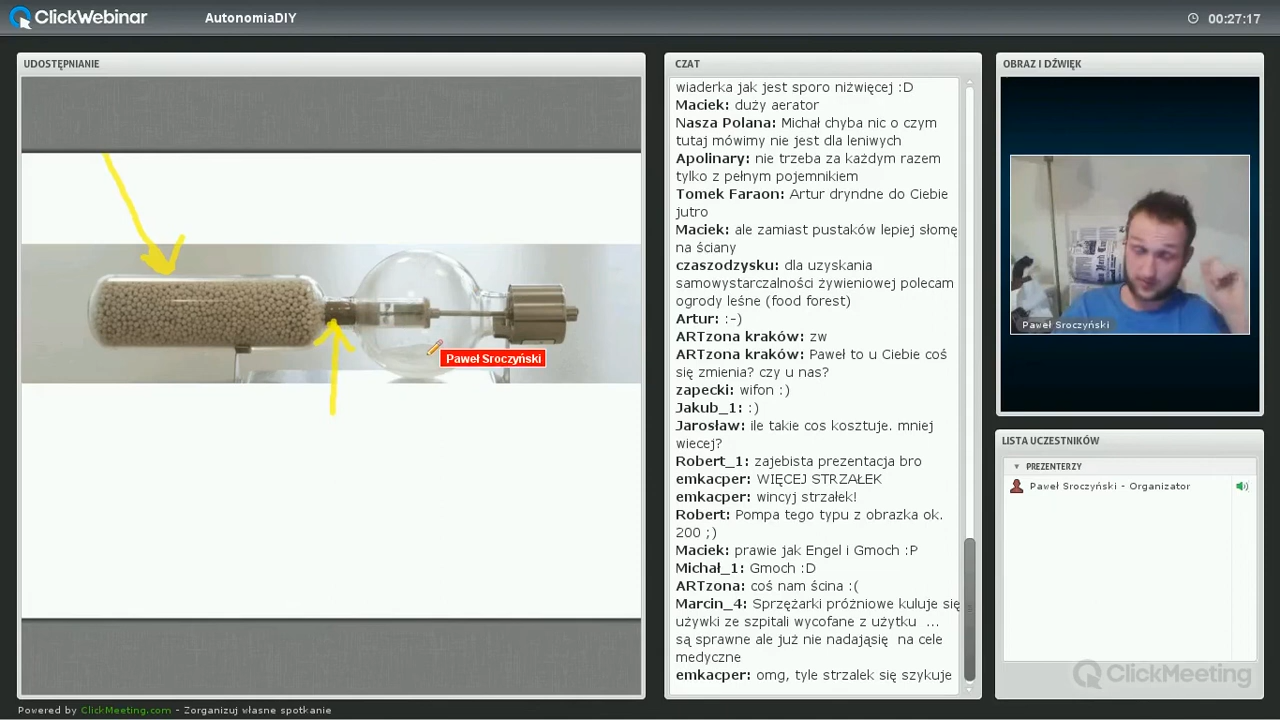 ClickWebinar
AutonomiaDIY
00:27:17
UDOSTĘPNIANIE
Paweł Sroczyński
CZAT
wiaderka jak jest sporo niżwięcej :D
Maciek: duży aerator
Nasza Polana: Michał chyba nic o czym
tutaj mówimy nie jest dla leniwych
Apolinary: nie trzeba za każdym razem
tylko z pełnym pojemnikiem
Tomek Faraon: Artur dryndne do Ciebie
jutro
Maciek: ale zamiast pustaków lepiej słomę
na ściany
czaszodzysku: dla uzyskania
samowystarczalności żywieniowej polecam
ogrody leśne (food forest)
Artur: :-)
ARTzona kraków: zw
ARTzona kraków: Paweł to u Ciebie coś
się zmienia? czy u nas?
zapecki: wifon :)
Jakub_1: :)
Jarosław: ile takie cos kosztuje. mniej
wiecej?
Robert_1: zajebista prezentacja bro
emkacper: WIĘCEJ STRZAŁEK
emkacper: wincyj strzałek!
Robert: Pompa tego typu z obrazka ok.
200 ;)
Maciek: prawie jak Engel i Gmoch :P
Michał_1: Gmoch :D
ARTzona: coś nam ścina :(
Marcin_4: Sprzężarki próżniowe kuluje się
używki ze szpitali wycofane z użytku ...
są sprawne ale już nie nadająsię na cele
medyczne
emkacper: omg, tyle strzałek się szykuje
OBRAZ I DŹWIĘK
Paweł Sroczyński
LISTA UCZESTNIKÓW
PREZENTERZY
Paweł Sroczyński - Organizator
ClickMeeting
Powered by ClickMeeting.com - Zorganizuj własne spotkanie